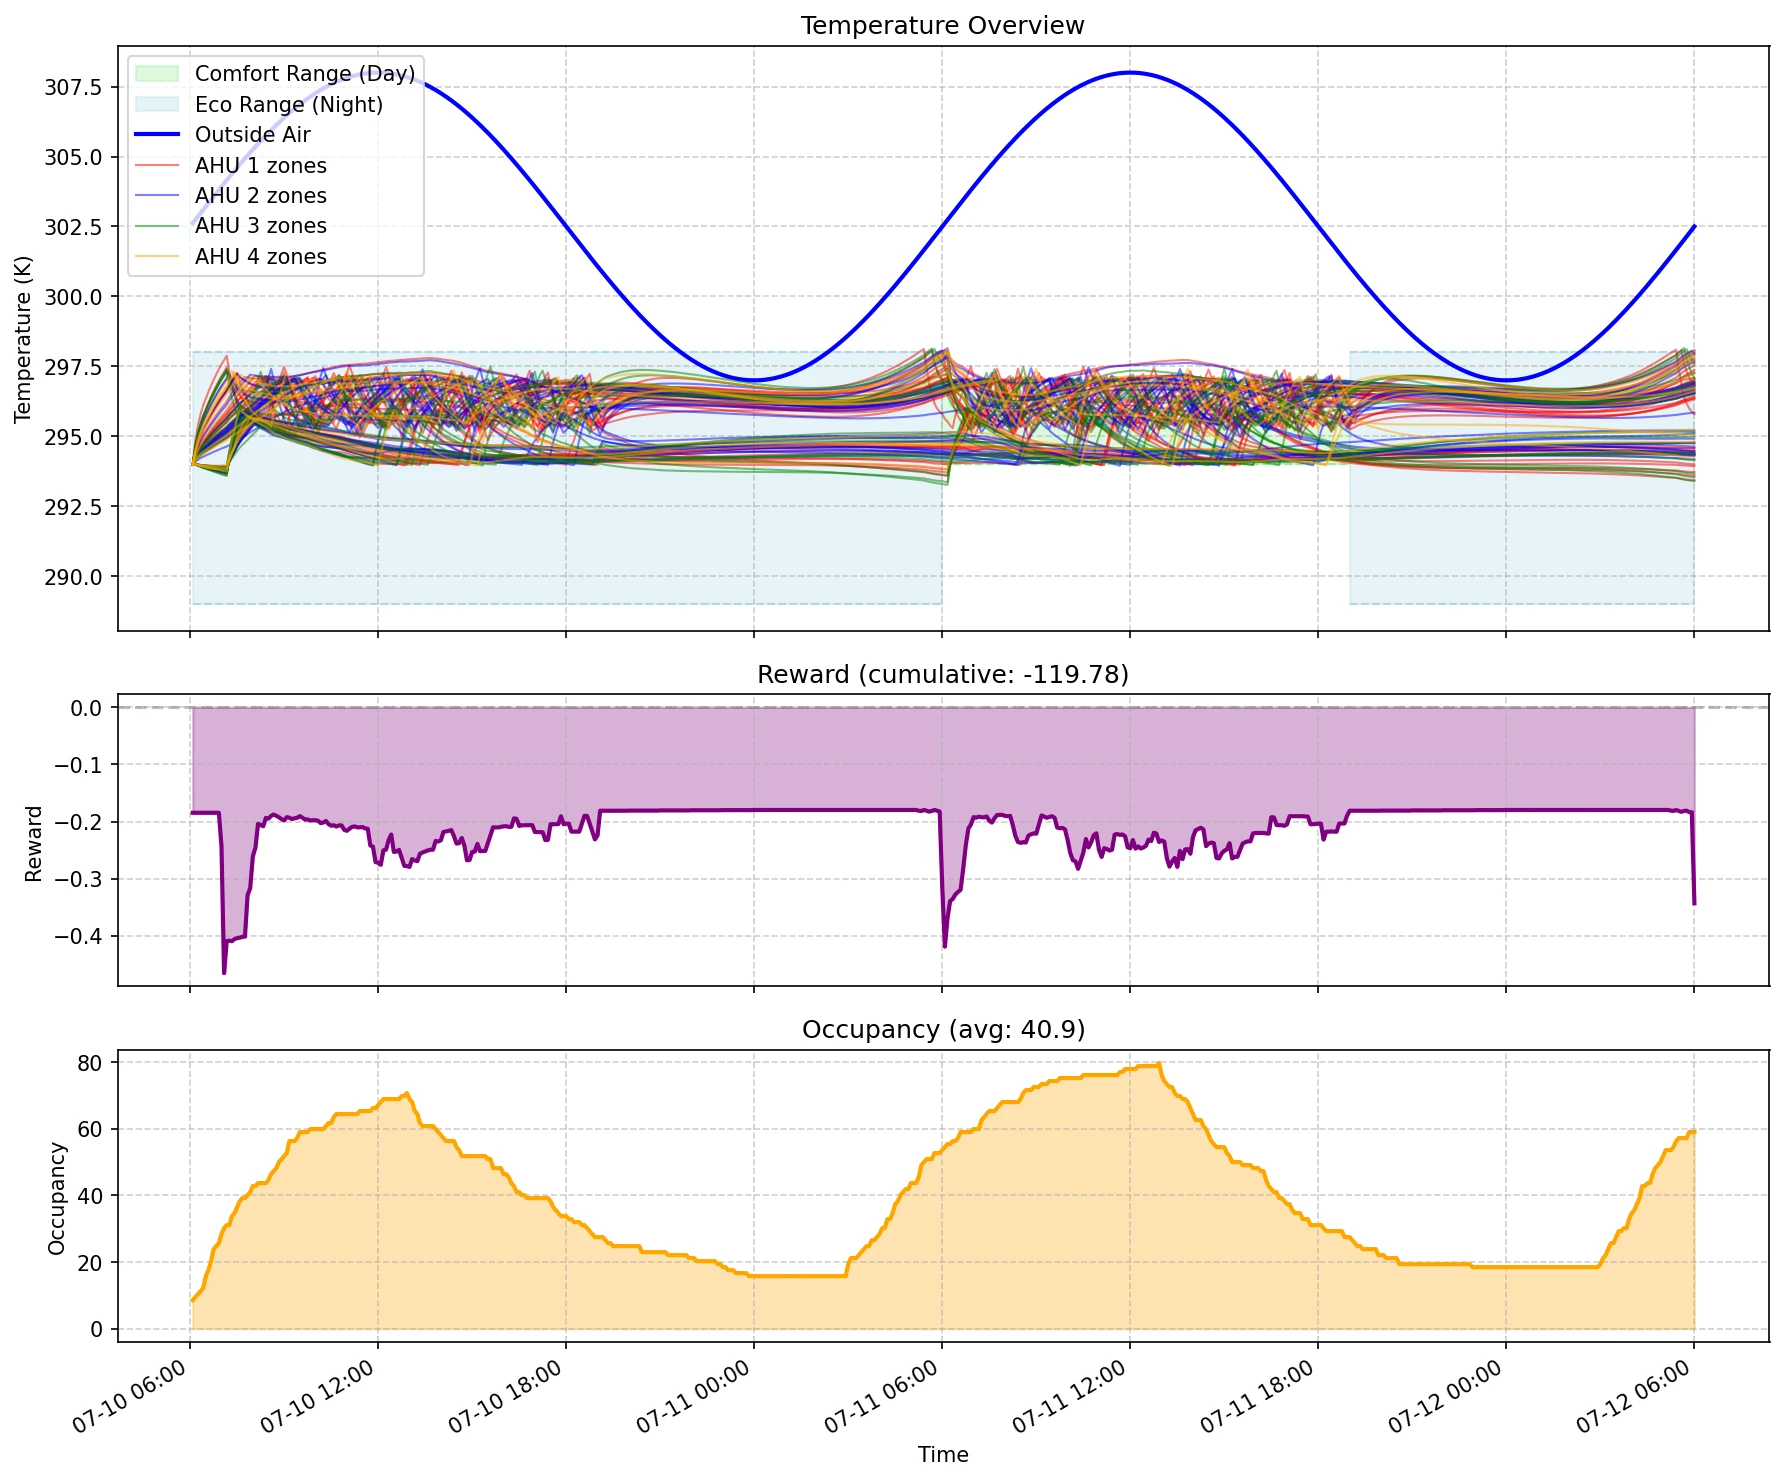 Temperature Overview
Temperature (K)
307.5
305.0
302.5
300.0
297.5
295.0
292.5
290.0
Comfort Range (Day)
Eco Range (Night)
Outside Air
AHU 1 zones
AHU 2 zones
AHU 3 zones
AHU 4 zones
Reward (cumulative: -119.78)
Reward
0.0
−0.1
−0.2
−0.3
−0.4
Occupancy (avg: 40.9)
Occupancy
80
60
40
20
0
07-10 06:00
07-10 12:00
07-10 18:00
07-11 00:00
07-11 06:00
07-11 12:00
07-11 18:00
07-12 00:00
07-12 06:00
Time